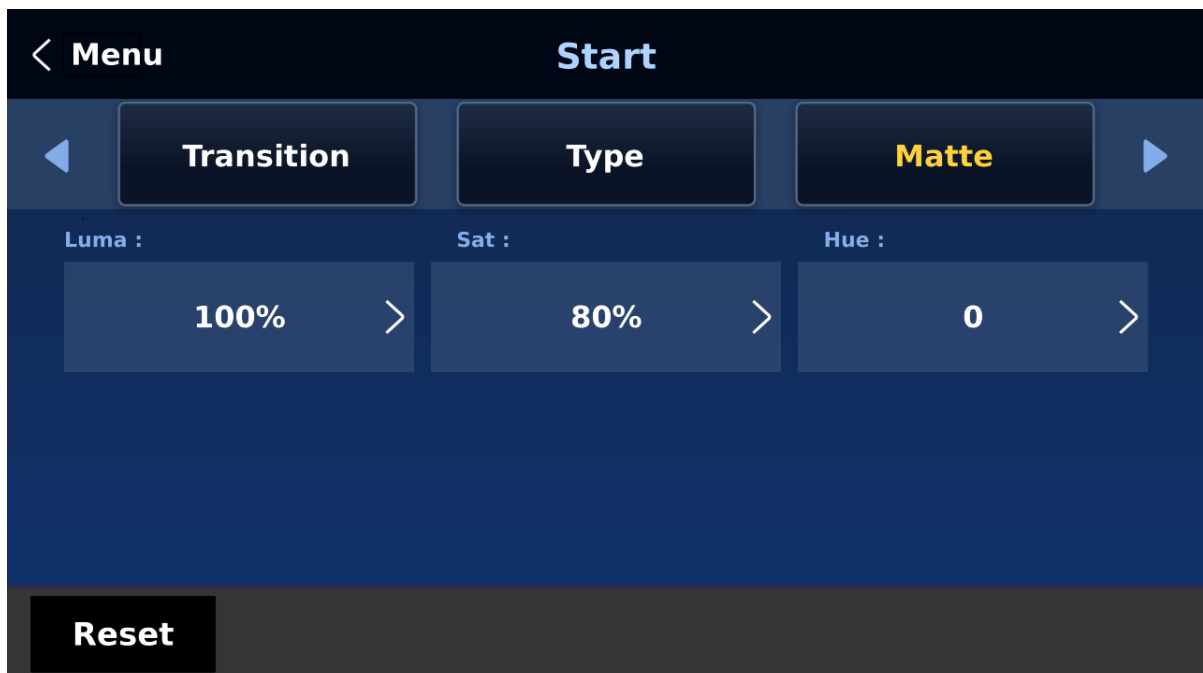 Menu
Start
Transition Type Matte
Luma : Sat : Hue :
100% 80% 0
Reset